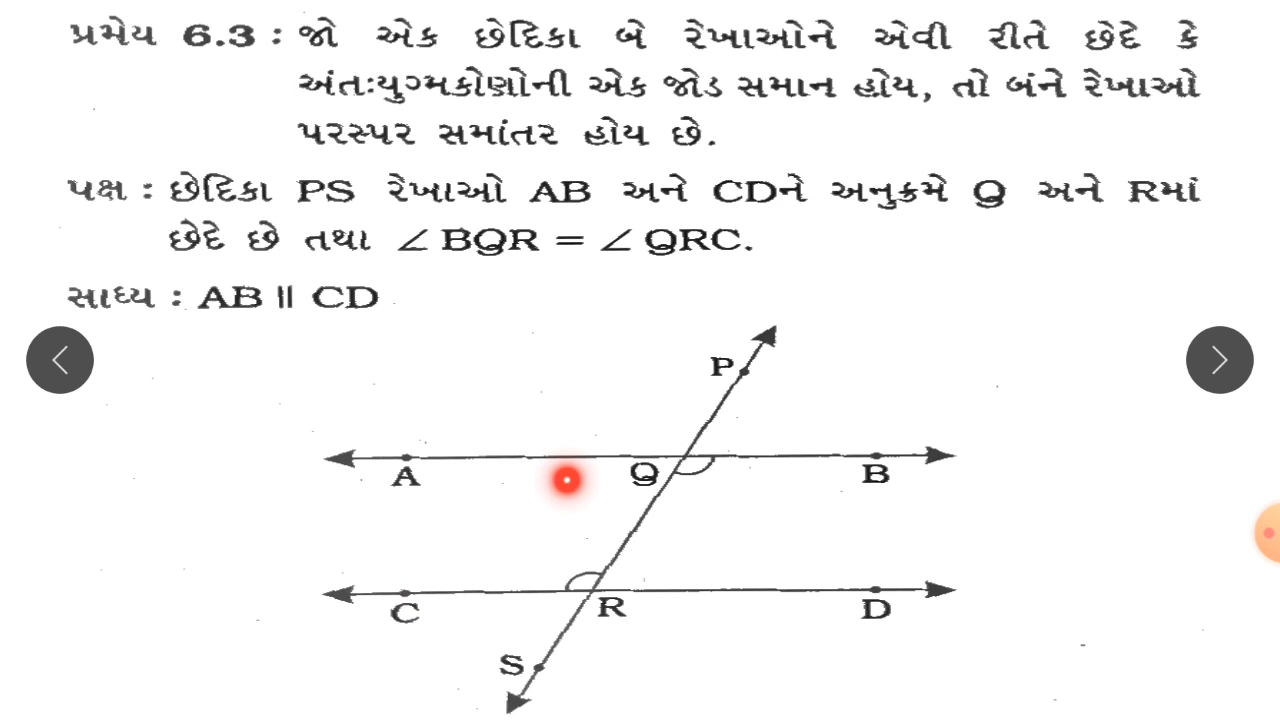 પ્રમેય 6.3 : જો એક છેદિકા બે રેખાઓને એવી રીતે છેદે કે
અંતઃયુગ્મકોણોની એક જોડ સમાન હોય, તો બંને રેખાઓ
પરસ્પર સમાંતર હોય છે.
પક્ષ : છેદિકા PS રેખાઓ AB અને CDને અનુક્રમે Q અને Rમાં
છેદે છે તથા ∠ BQR = ∠ QRC.
સાધ્ય : AB || CD
P
A Q B
C R D
S